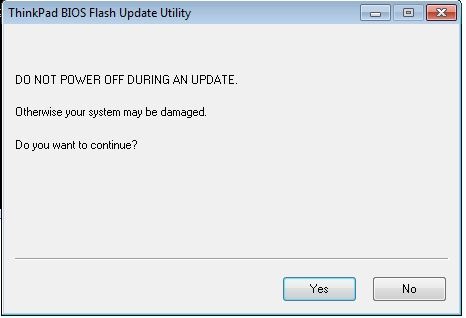 ThinkPad BIOS Flash Update Utility
DO NOT POWER OFF DURING AN UPDATE.
Otherwise your system may be damaged.
Do you want to continue?
Yes
No